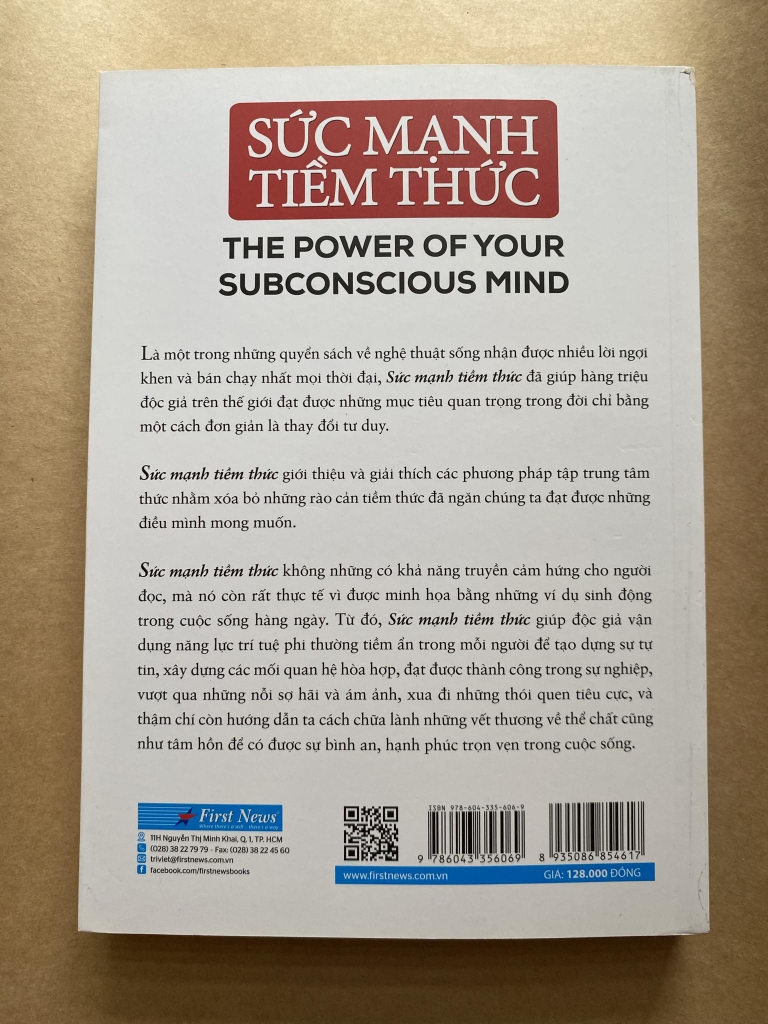 SỨC MẠNH
TIỀM THỨC
THE POWER OF YOUR
SUBCONSCIOUS MIND
Là một trong những quyển sách về nghệ thuật sống nhận được nhiều lời ngợi
khen và bán chạy nhất mọi thời đại, Sức mạnh tiềm thức đã giúp hàng triệu
độc giả trên thế giới đạt được những mục tiêu quan trọng trong đời chỉ bằng
một cách đơn giản là thay đổi tư duy.
Sức mạnh tiềm thức giới thiệu và giải thích các phương pháp tập trung tâm
thức nhằm xóa bỏ những rào cản tiềm thức đã ngăn chúng ta đạt được những
điều mình mong muốn.
Sức mạnh tiềm thức không những có khả năng truyền cảm hứng cho người
đọc, mà nó còn rất thực tế vì được minh họa bằng những ví dụ sinh động
trong cuộc sống hàng ngày. Từ đó, Sức mạnh tiềm thức giúp độc giả vận
dụng năng lực trí tuệ phi thường tiềm ẩn trong mỗi người để tạo dựng sự tự
tin, xây dựng các mối quan hệ hòa hợp, đạt được thành công trong sự nghiệp,
vượt qua những nỗi sợ hãi và ám ảnh, xua đi những thói quen tiêu cực, và
thậm chí còn hướng dẫn ta cách chữa lành những vết thương về thể chất cũng
như tâm hồn để có được sự bình an, hạnh phúc trọn vẹn trong cuộc sống.
First News
Where there's a will - there's a way
11H Nguyễn Thị Minh Khai, Q. 1, TP. HCM
(028) 38 22 79 79 - Fax: (028) 38 22 45 60
triviet@firstnews.com.vn
facebook.com/firstnewsbooks
ISBN 978-604-335-606-9
9 786043 356069
8 935086 854617
www.firstnews.com.vn
GIÁ: 128.000 ĐỒNG